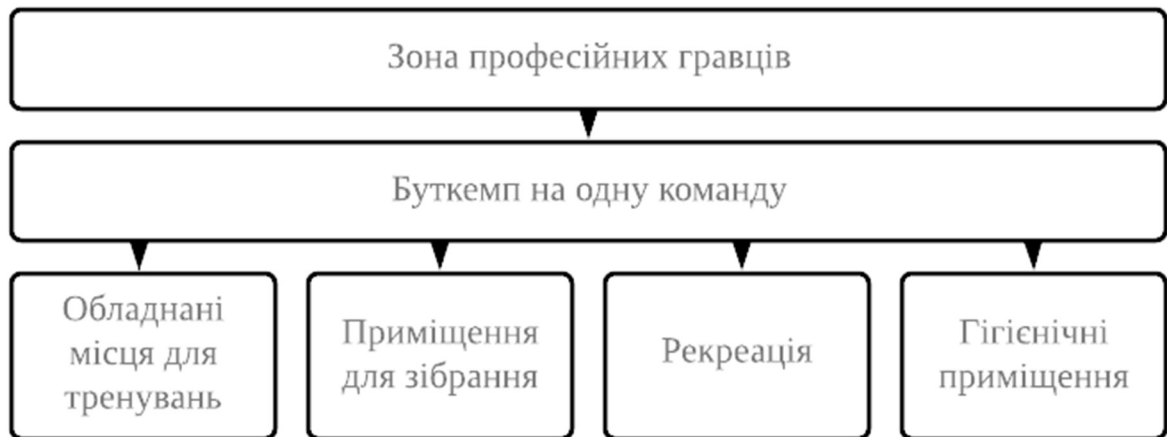 Зона професійних гравців
Буткемп на одну команду
Обладнані
місця для
тренувань
Приміщення
для зібрання
Рекреація
Гігієнічні
приміщення